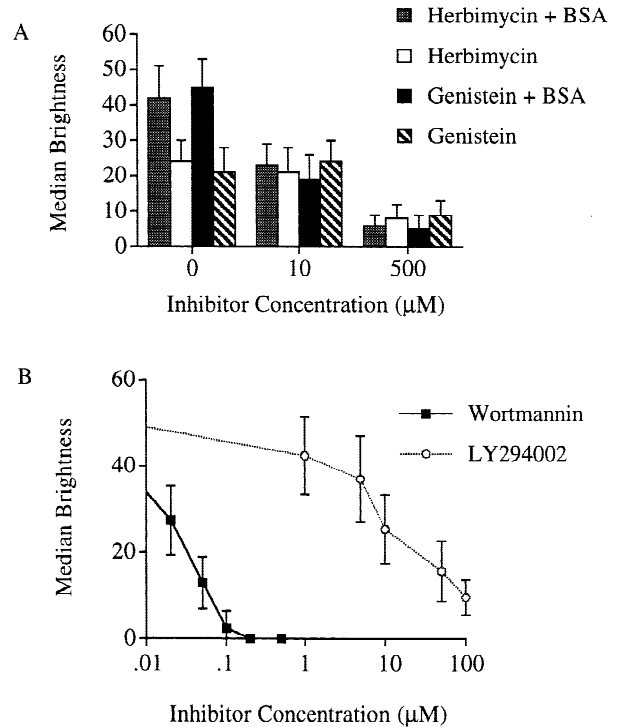 A
Herbimycin + BSA
Herbimycin
Genistein + BSA
Genistein
Median Brightness
60
50
40
30
20
10
0
0 10 500
Inhibitor Concentration (µM)
B
Wortmannin
LY294002
Median Brightness
60
40
20
0
.01 .1 1 10 100
Inhibitor Concentration (µM)